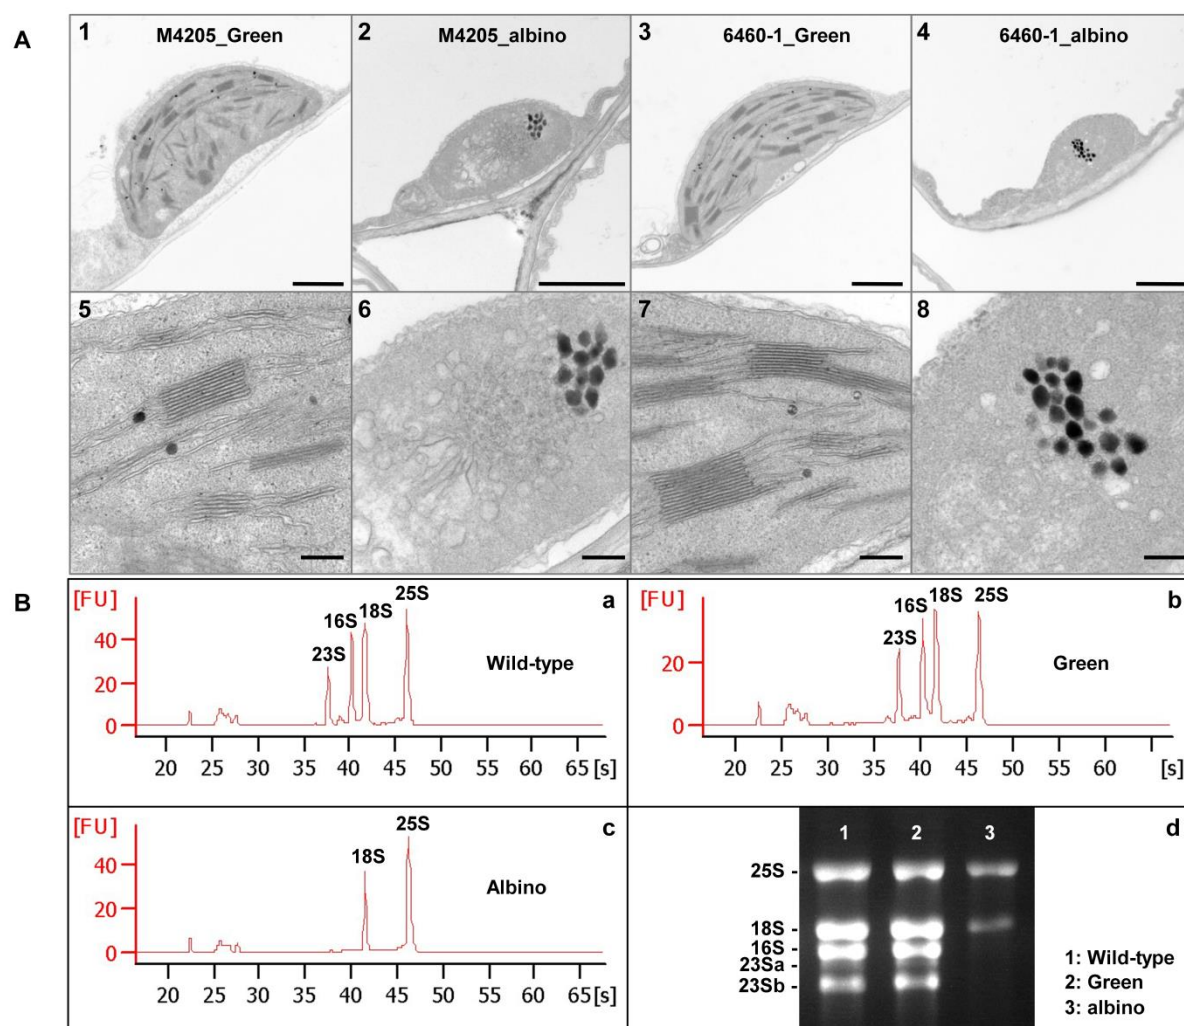 A
1 M4205_Green
2 M4205_albino
3 6460-1_Green
4 6460-1_albino
5
6
7
8
B
[FU]
a
25S
18S
16S
23S
Wild-type
40
20
0
20 25 30 35 40 45 50 55 60 65 [s]
[FU]
b
25S
18S
16S
23S
Green
20
0
20 25 30 35 40 45 50 55 60 [s]
[FU]
c
25S
18S
Albino
40
20
0
20 25 30 35 40 45 50 55 60 65 [s]
d
1 2 3
25S -
18S -
16S -
23Sa -
23Sb -
1: Wild-type
2: Green
3: albino